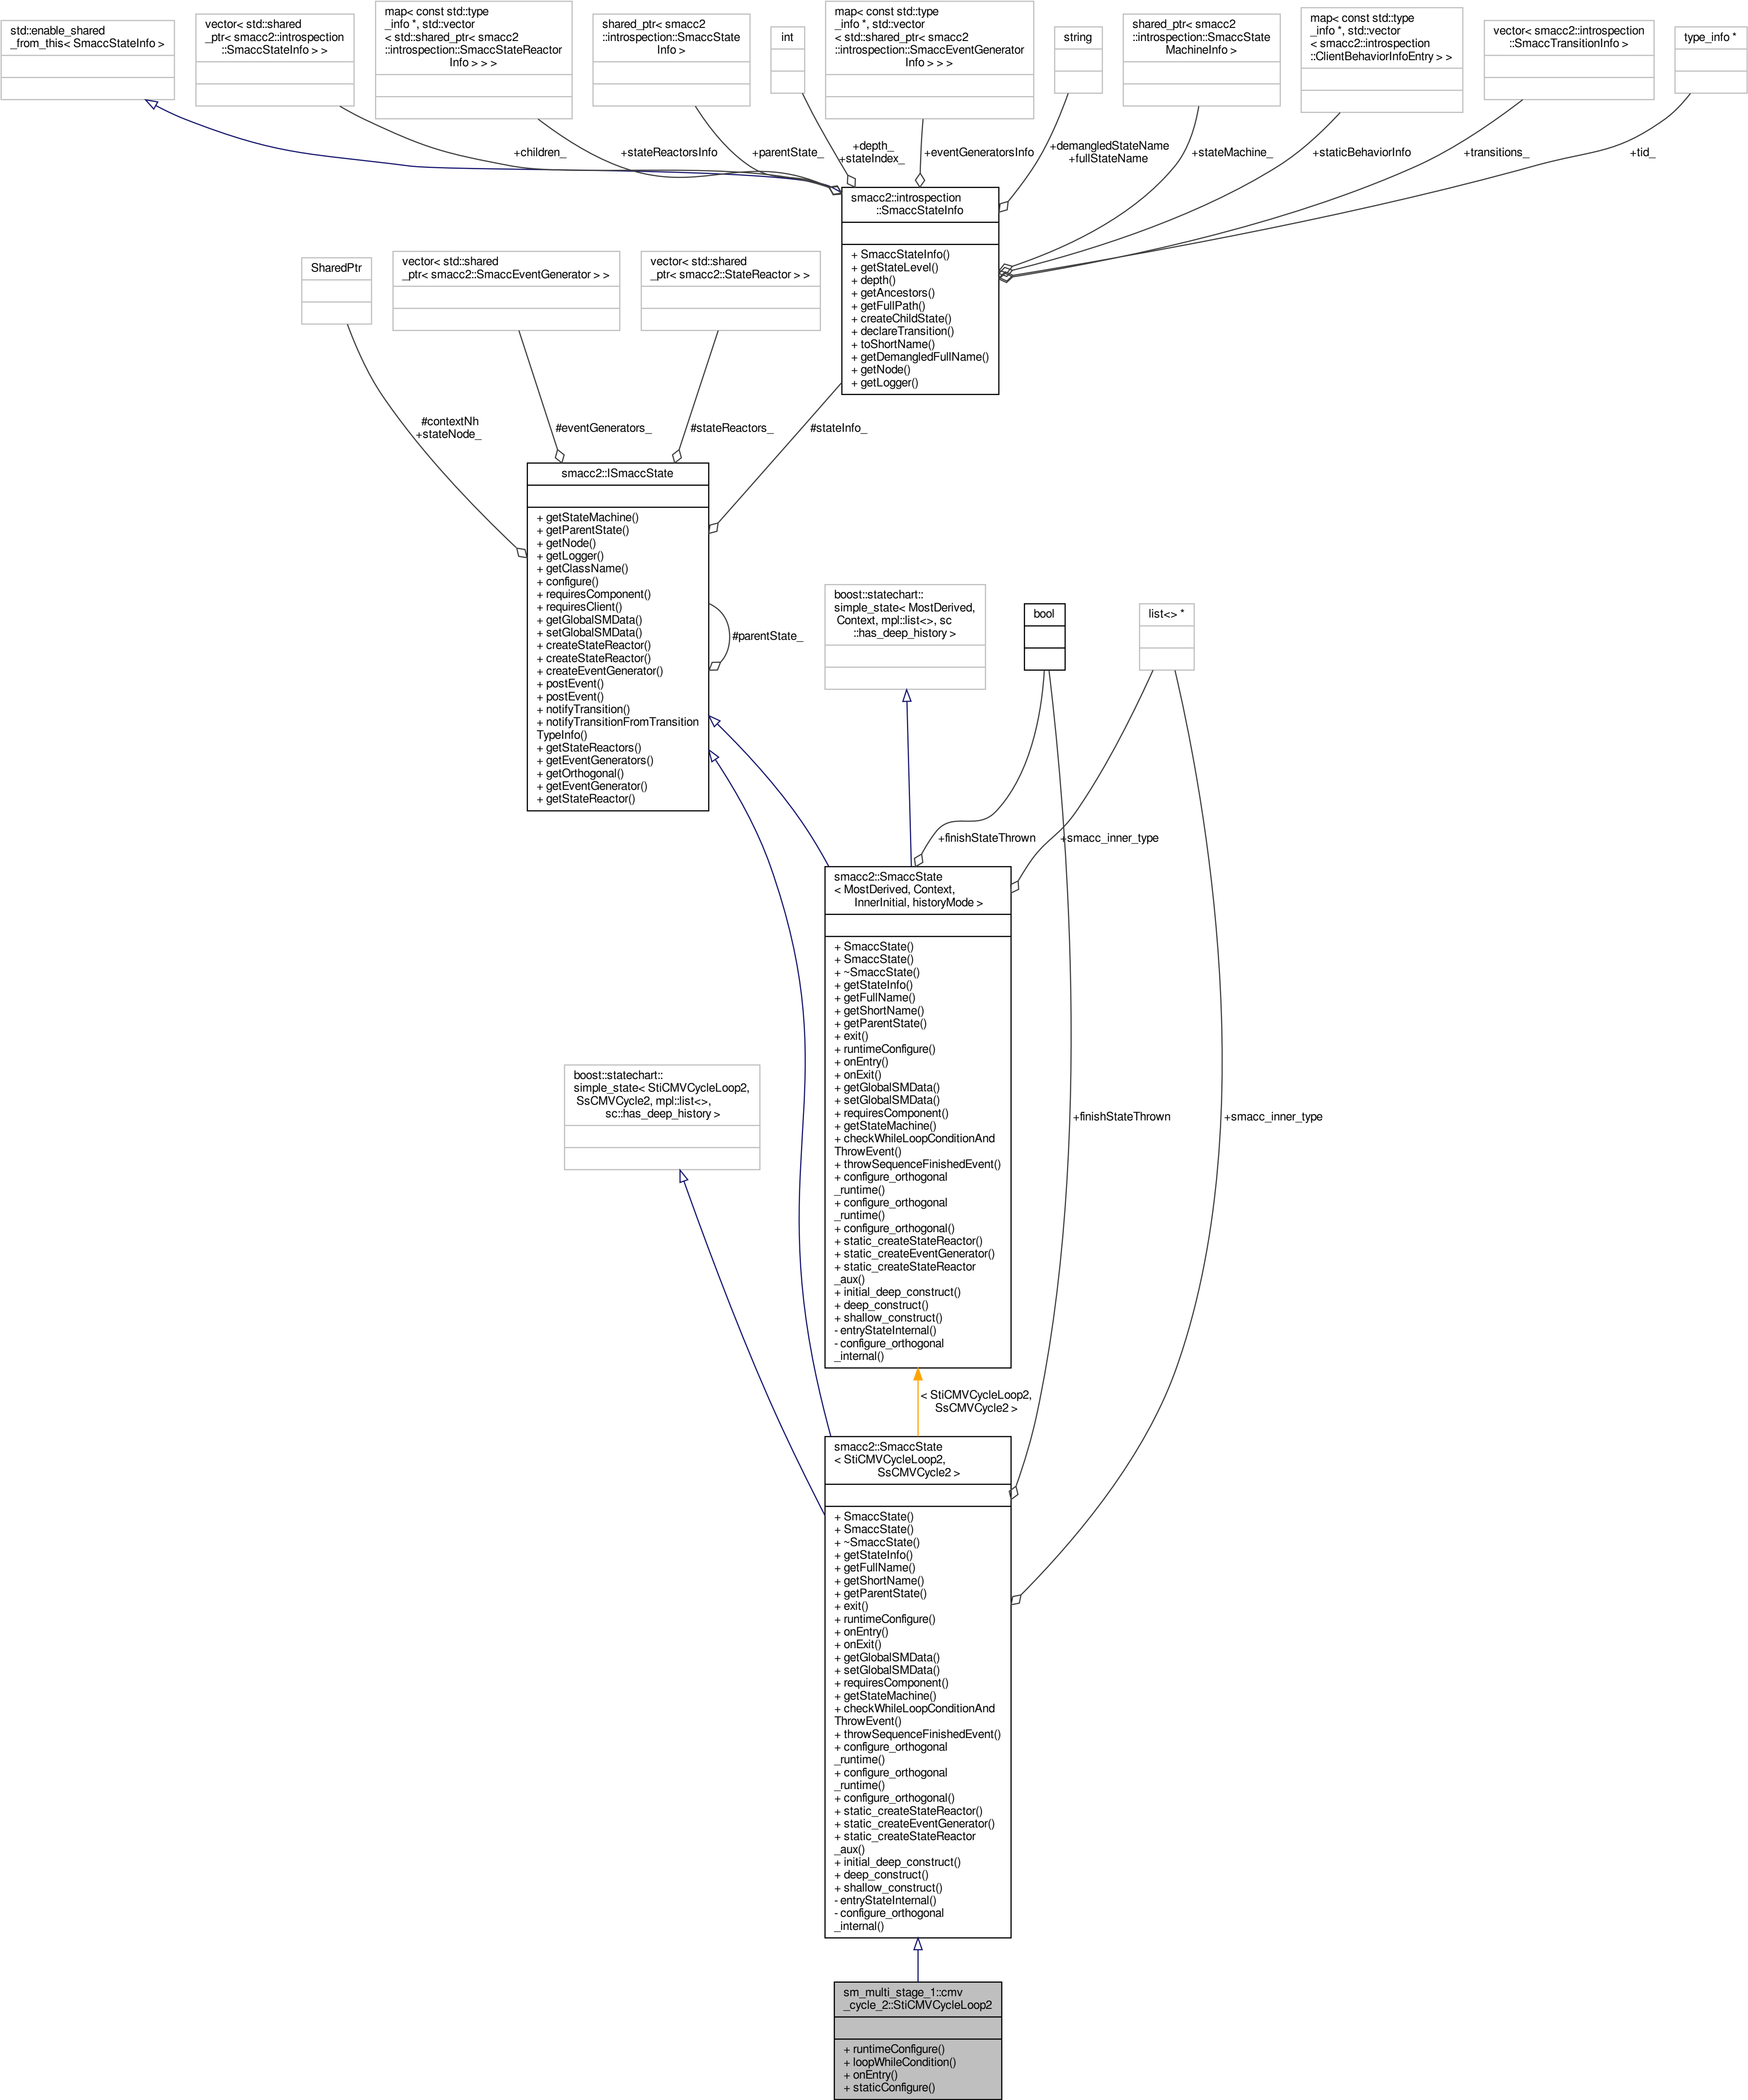 std::enable_shared
_from_this< SmaccStateInfo >
vector< std::shared
_ptr< smacc2::introspection
::SmaccStateInfo > >
map< const std::type
_info *, std::vector
< std::shared_ptr< smacc2
::introspection::SmaccStateReactor
Info > > >
shared_ptr< smacc2
::introspection::SmaccState
Info >
int
map< const std::type
_info *, std::vector
< std::shared_ptr< smacc2
::introspection::SmaccEventGenerator
Info > > >
string
shared_ptr< smacc2
::introspection::SmaccState
MachineInfo >
map< const std::type
_info *, std::vector
< smacc2::introspection
::ClientBehaviorInfoEntry > >
vector< smacc2::introspection
::SmaccTransitionInfo >
type_info *
+children_
+stateReactorsInfo
+parentState_
+depth_
+stateIndex_
+eventGeneratorsInfo
+demangledStateName
+fullStateName
+stateMachine_
+staticBehaviorInfo
+transitions_
+tid_
smacc2::introspection
::SmaccStateInfo
+ SmaccStateInfo()
+ getStateLevel()
+ depth()
+ getAncestors()
+ getFullPath()
+ createChildState()
+ declareTransition()
+ toShortName()
+ getDemangledFullName()
+ getNode()
+ getLogger()
SharedPtr
vector< std::shared
_ptr< smacc2::SmaccEventGenerator > >
vector< std::shared
_ptr< smacc2::StateReactor > >
#contextNh
+stateNode_
#eventGenerators_
#stateReactors_
#stateInfo_
smacc2::ISmaccState
+ getStateMachine()
+ getParentState()
+ getNode()
+ getLogger()
+ getClassName()
+ configure()
+ requiresComponent()
+ requiresClient()
+ getGlobalSMData()
+ setGlobalSMData()
+ createStateReactor()
+ createStateReactor()
+ createEventGenerator()
+ postEvent()
+ postEvent()
+ notifyTransition()
+ notifyTransitionFromTransition
TypeInfo()
+ getStateReactors()
+ getEventGenerators()
+ getOrthogonal()
+ getEventGenerator()
+ getStateReactor()
#parentState_
boost::statechart::
simple_state< MostDerived,
Context, mpl::list<>, sc
::has_deep_history >
bool
list<> *
+finishStateThrown
+smacc_inner_type
smacc2::SmaccState
< MostDerived, Context,
InnerInitial, historyMode >
+ SmaccState()
+ SmaccState()
+ ~SmaccState()
+ getStateInfo()
+ getFullName()
+ getShortName()
+ getParentState()
+ exit()
+ runtimeConfigure()
+ onEntry()
+ onExit()
+ getGlobalSMData()
+ setGlobalSMData()
+ requiresComponent()
+ getStateMachine()
+ checkWhileLoopConditionAnd
ThrowEvent()
+ throwSequenceFinishedEvent()
+ configure_orthogonal
_runtime()
+ configure_orthogonal
_runtime()
+ configure_orthogonal()
+ static_createStateReactor()
+ static_createEventGenerator()
+ static_createStateReactor
_aux()
+ initial_deep_construct()
+ deep_construct()
+ shallow_construct()
- entryStateInternal()
- configure_orthogonal
_internal()
boost::statechart::
simple_state< StiCMVCycleLoop2,
SsCMVCycle2, mpl::list<>,
sc::has_deep_history >
+finishStateThrown
+smacc_inner_type
< StiCMVCycleLoop2,
SsCMVCycle2 >
smacc2::SmaccState
< StiCMVCycleLoop2,
SsCMVCycle2 >
+ SmaccState()
+ SmaccState()
+ ~SmaccState()
+ getStateInfo()
+ getFullName()
+ getShortName()
+ getParentState()
+ exit()
+ runtimeConfigure()
+ onEntry()
+ onExit()
+ getGlobalSMData()
+ setGlobalSMData()
+ requiresComponent()
+ getStateMachine()
+ checkWhileLoopConditionAnd
ThrowEvent()
+ throwSequenceFinishedEvent()
+ configure_orthogonal
_runtime()
+ configure_orthogonal
_runtime()
+ configure_orthogonal()
+ static_createStateReactor()
+ static_createEventGenerator()
+ static_createStateReactor
_aux()
+ initial_deep_construct()
+ deep_construct()
+ shallow_construct()
- entryStateInternal()
- configure_orthogonal
_internal()
sm_multi_stage_1::cmv
_cycle_2::StiCMVCycleLoop2
+ runtimeConfigure()
+ loopWhileCondition()
+ onEntry()
+ staticConfigure()